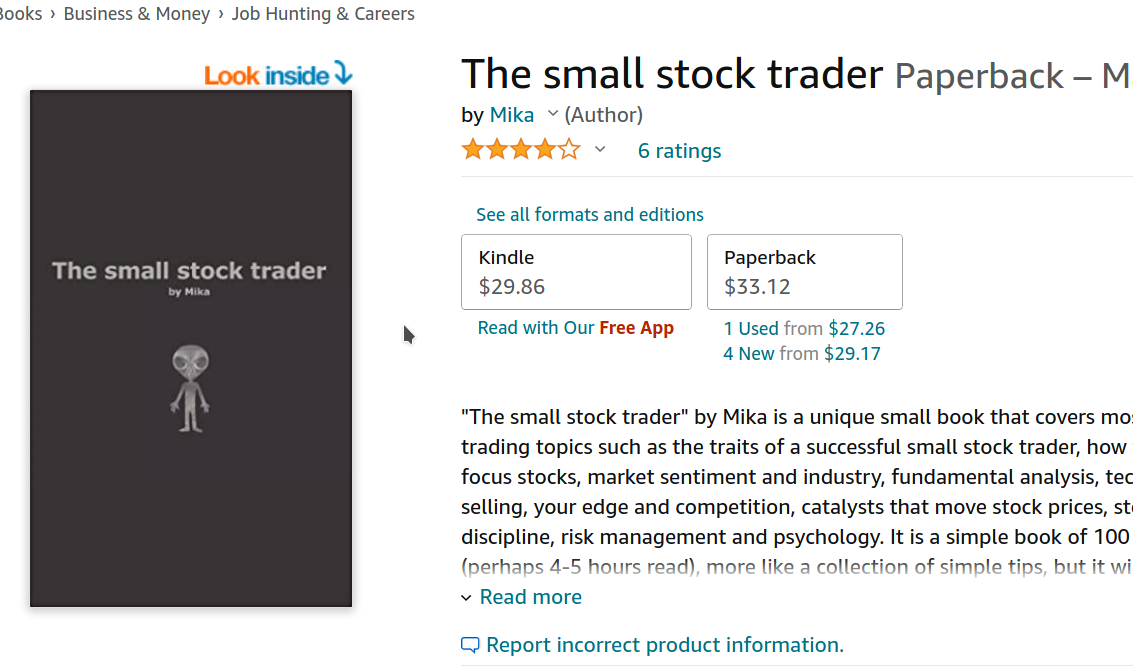 Books › Business & Money › Job Hunting & Careers
Look inside
The small stock trader
by Mika
The small stock trader Paperback – M
by Mika (Author)
6 ratings
See all formats and editions
Kindle
$29.86
Read with Our Free App
Paperback
$33.12
1 Used from $27.26
4 New from $29.17
"The small stock trader" by Mika is a unique small book that covers mos
trading topics such as the traits of a successful small stock trader, how
focus stocks, market sentiment and industry, fundamental analysis, tec
selling, your edge and competition, catalysts that move stock prices, sto
discipline, risk management and psychology. It is a simple book of 100
(perhaps 4-5 hours read), more like a collection of simple tips, but it wi
Read more
Report incorrect product information.